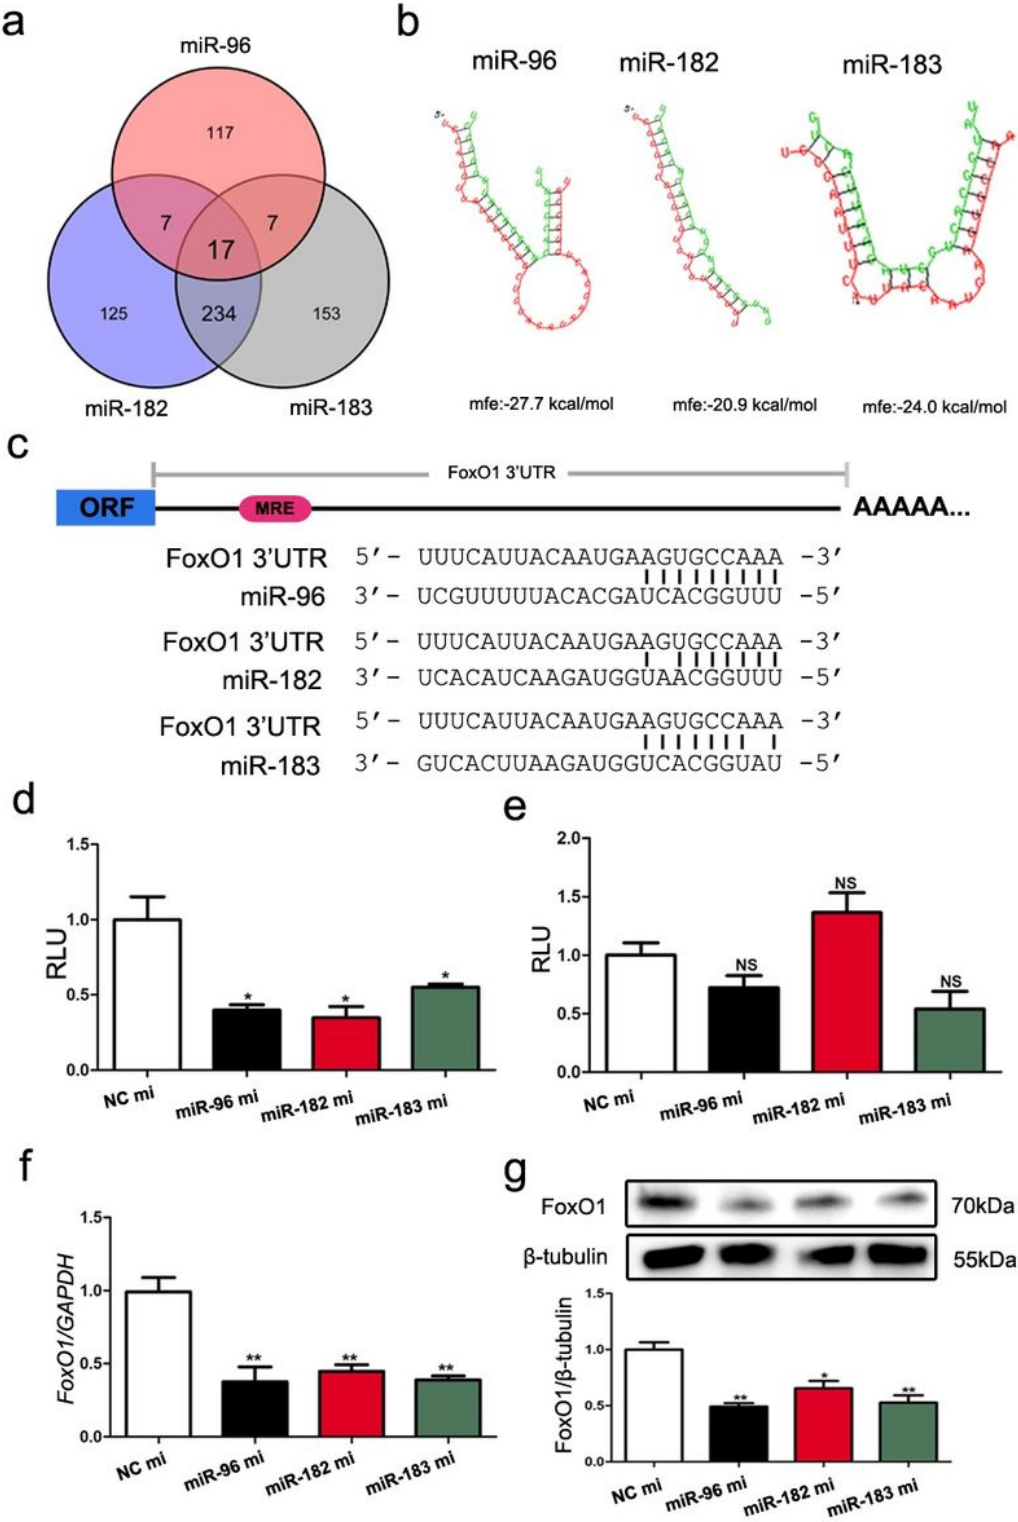 a
miR-96
117
7
7
17
125
234
153
miR-182
miR-183
b
miR-96
miR-182
miR-183
mfe:-27.7 kcal/mol
mfe:-20.9 kcal/mol
mfe:-24.0 kcal/mol
c
FoxO1 3'UTR
ORF
MRE
AAAAA...
FoxO1 3'UTR 5'- UUUCAUUACAAUGAAGUGCCAAA -3'
miR-96 3'- UCGUUUUUACACGAUCACGGUUU -5'
FoxO1 3'UTR 5'- UUUCAUUACAAUGAAGUGCCAAA -3'
miR-182 3'- UCACAUCAAGAUGGUAACGGUUU -5'
FoxO1 3'UTR 5'- UUUCAUUACAAUGAAGUGCCAAA -3'
miR-183 3'- GUCACUUAAGAUGGUCACGGUAU -5'
d
RLU
1.5
1.0
0.5
0.0
*
*
*
NC mi
miR-96 mi
miR-182 mi
miR-183 mi
e
RLU
2.0
1.5
1.0
0.5
0.0
NS
NS
NS
NC mi
miR-96 mi
miR-182 mi
miR-183 mi
f
FoxO1/GAPDH
1.5
1.0
0.5
0.0
**
**
**
NC mi
miR-96 mi
miR-182 mi
miR-183 mi
g
FoxO1
70kDa
β-tubulin
55kDa
FoxO1/β-tubulin
1.5
1.0
0.5
0.0
**
*
**
NC mi
miR-96 mi
miR-182 mi
miR-183 mi